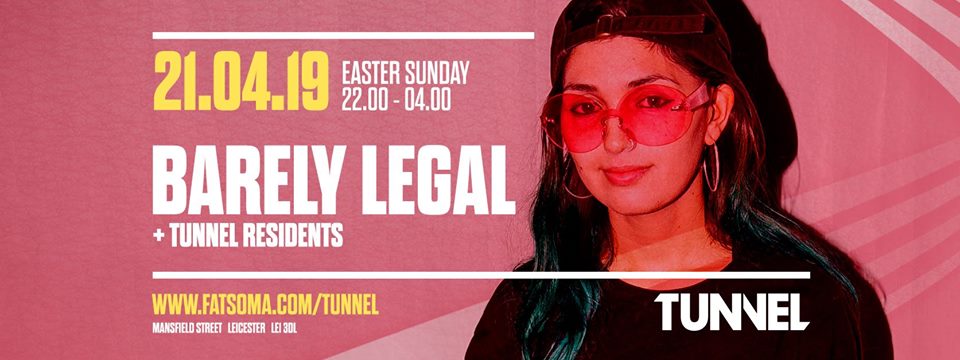 21.04.19
EASTER SUNDAY
22.00 - 04.00
BARELY LEGAL
+ TUNNEL RESIDENTS
WWW.FATSOMA.COM/TUNNEL
MANSFIELD STREET LEICESTER LE1 3DL
TUNNEL